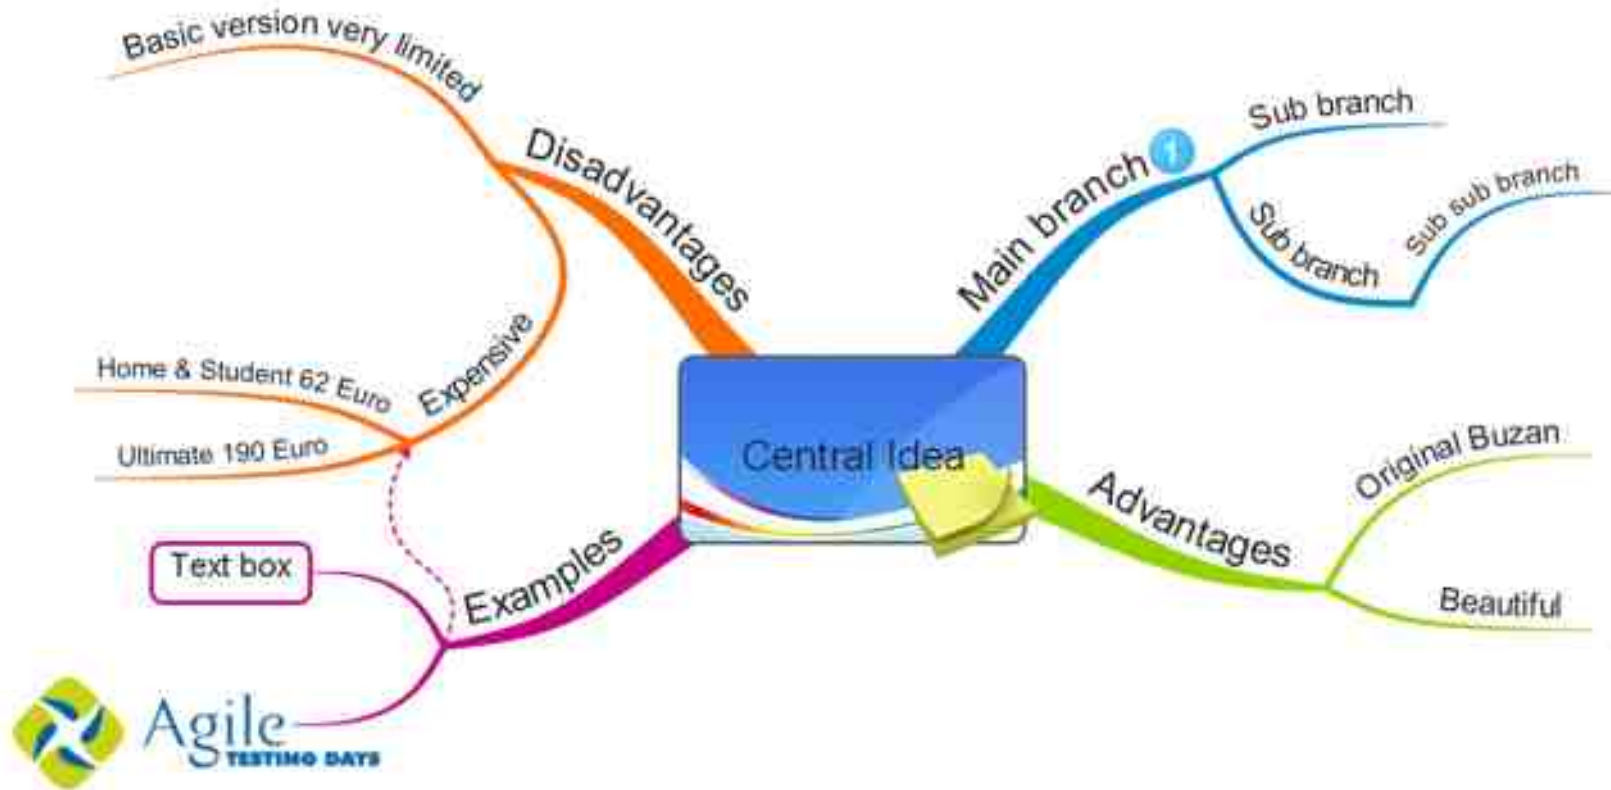 Basic version very limited
Disadvantages
Expensive
Home & Student 62 Euro
Ultimate 190 Euro
Main branch 1
Sub branch
Sub branch
Sub sub branch
Central Idea
Advantages
Original Buzan
Beautiful
Examples
Text box
Agile
TESTING DAYS